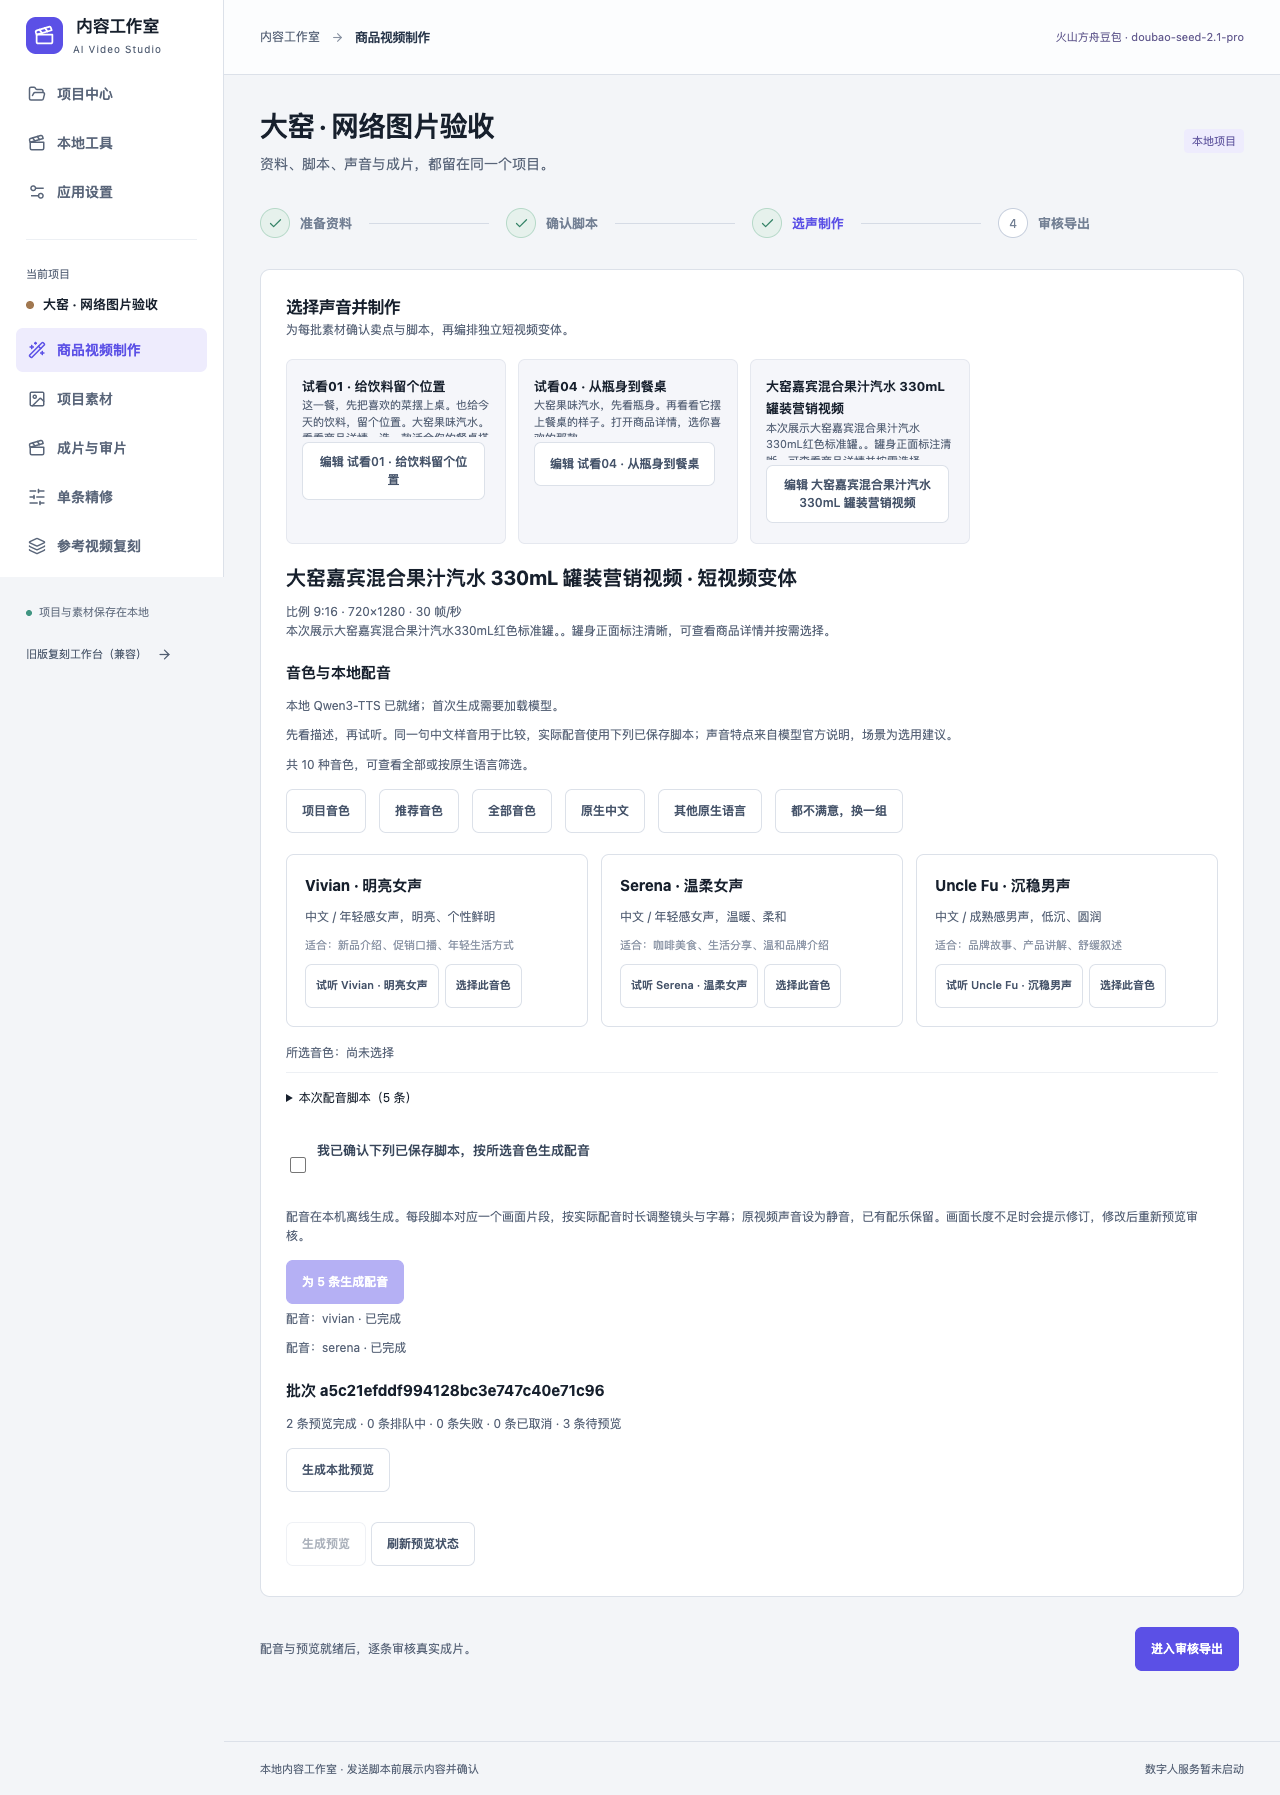 内容工作室
AI Video Studio
项目中心
本地工具
应用设置
当前项目
大窑 · 网络图片验收
商品视频制作
项目素材
成片与审片
单条精修
参考视频复刻
项目与素材保存在本地
旧版复刻工作台（兼容） →
内容工作室 → 商品视频制作
火山方舟豆包 · doubao-seed-2.1-pro
大窑 · 网络图片验收
资料、脚本、声音与成片，都留在同一个项目。
本地项目
准备资料
确认脚本
选声制作
4 审核导出
选择声音并制作
为每批素材确认卖点与脚本，再编排独立短视频变体。
试看01 · 给饮料留个位置
这一餐，先把喜欢的菜摆上桌。也给今
天的饮料，留个位置。大窑果味汽水。
编辑 试看01 · 给饮料留个位
置
试看04 · 从瓶身到餐桌
大窑果味汽水，先看瓶身。再看看它摆
上餐桌的样子。打开商品详情，选你喜
欢的那款
编辑 试看04 · 从瓶身到餐桌
大窑嘉宾混合果汁汽水 330mL
罐装营销视频
本次展示大窑嘉宾混合果汁汽水
330mL红色标准罐。。罐身正面标注清
晰，可查看商品详情并按需选择
编辑 大窑嘉宾混合果汁汽水
330mL 罐装营销视频
大窑嘉宾混合果汁汽水 330mL 罐装营销视频 · 短视频变体
比例 9:16 · 720×1280 · 30 帧/秒
本次展示大窑嘉宾混合果汁汽水330mL红色标准罐。。罐身正面标注清晰，可查看商品详情并按需选择。
音色与本地配音
本地 Qwen3-TTS 已就绪；首次生成需要加载模型。
先看描述，再试听。同一句中文样音用于比较，实际配音使用下列已保存脚本；声音特点来自模型官方说明，场景为选用建议。
共 10 种音色，可查看全部或按原生语言筛选。
项目音色
推荐音色
全部音色
原生中文
其他原生语言
都不满意，换一组
Vivian · 明亮女声
中文 / 年轻感女声，明亮、个性鲜明
适合：新品介绍、促销口播、年轻生活方式
试听 Vivian · 明亮女声
选择此音色
Serena · 温柔女声
中文 / 年轻感女声，温暖、柔和
适合：咖啡美食、生活分享、温和品牌介绍
试听 Serena · 温柔女声
选择此音色
Uncle Fu · 沉稳男声
中文 / 成熟感男声，低沉、圆润
适合：品牌故事、产品讲解、舒缓叙述
试听 Uncle Fu · 沉稳男声
选择此音色
所选音色：尚未选择
▶ 本次配音脚本（5 条）
我已确认下列已保存脚本，按所选音色生成配音
配音在本机离线生成。每段脚本对应一个画面片段，按实际配音时长调整镜头与字幕；原视频声音设为静音，已有配乐保留。画面长度不足时会提示修订，修改后重新预览审
核。
为 5 条生成配音
配音：vivian · 已完成
配音：serena · 已完成
批次 a5c21efddf994128bc3e747c40e71c96
2 条预览完成 · 0 条排队中 · 0 条失败 · 0 条已取消 · 3 条待预览
生成本批预览
生成预览
刷新预览状态
配音与预览就绪后，逐条审核真实成片。
进入审核导出
本地内容工作室 · 发送脚本前展示内容并确认
数字人服务暂未启动